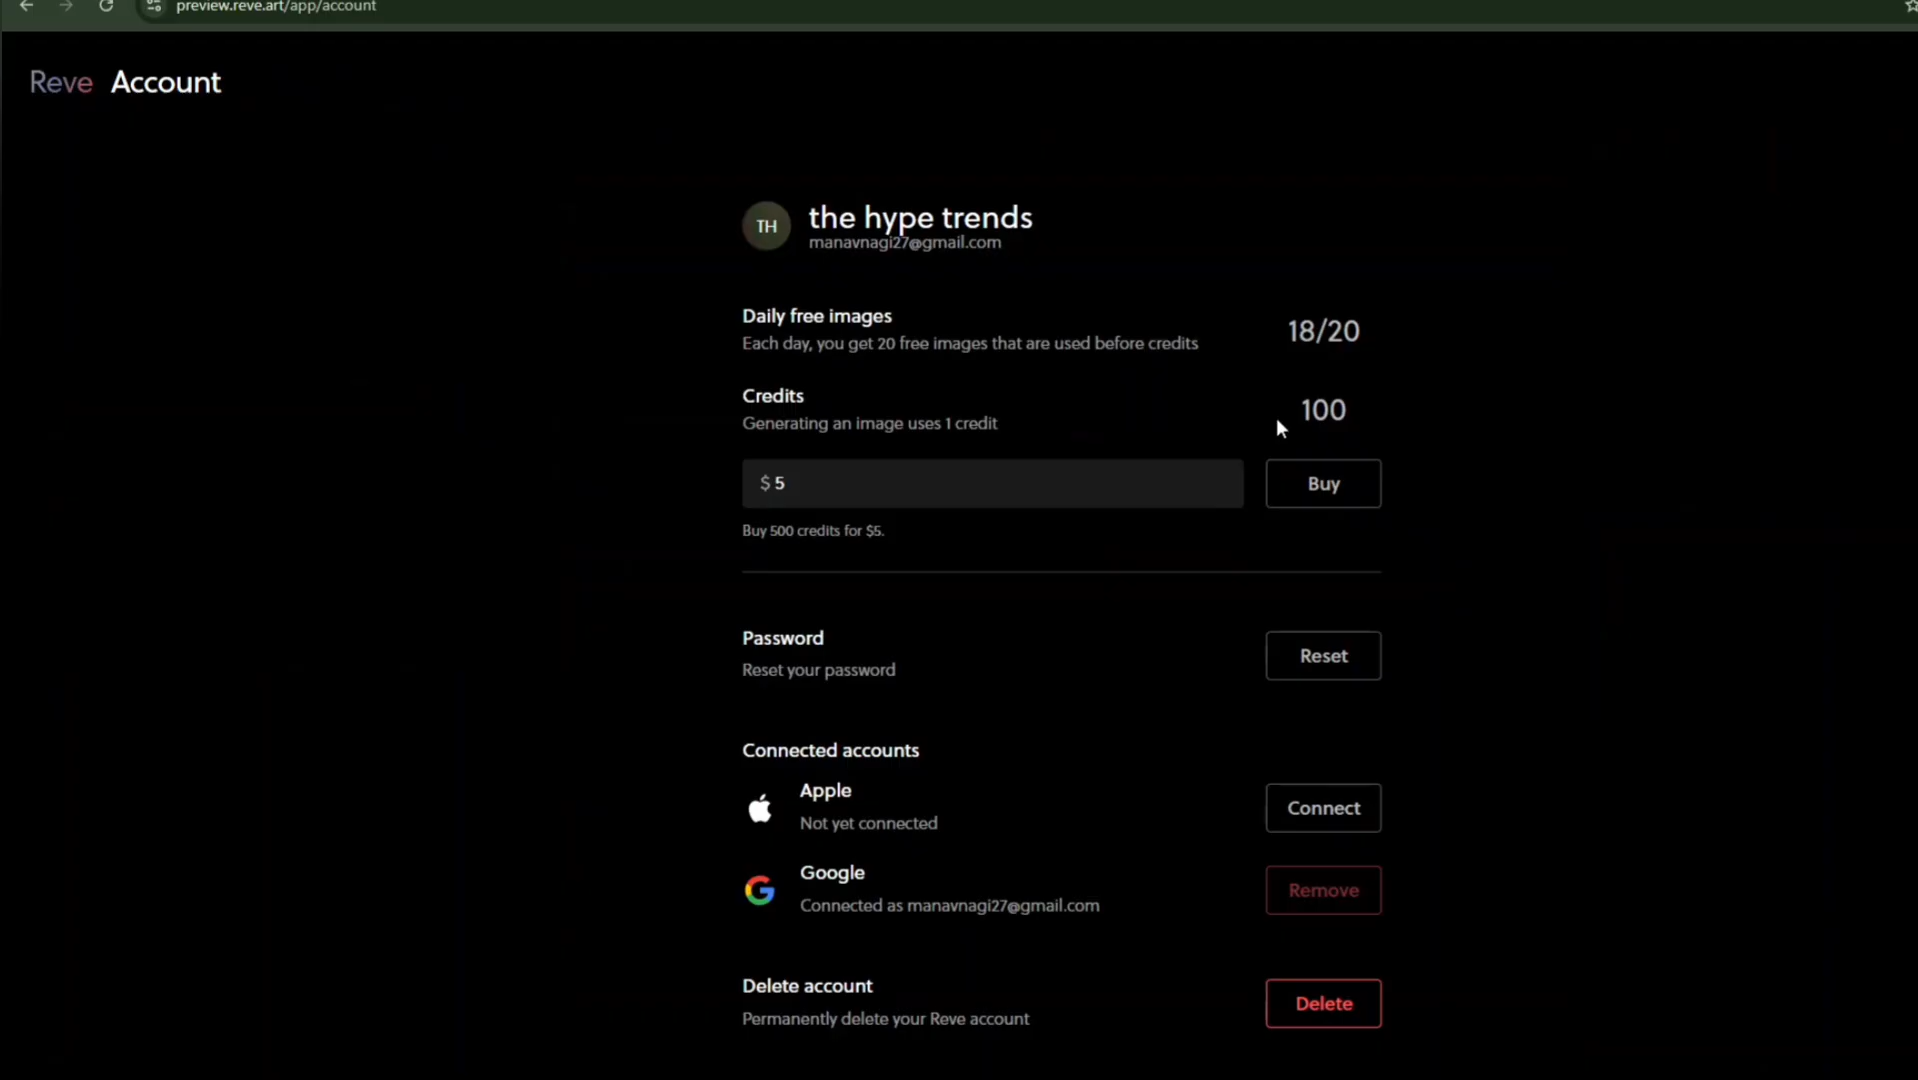 preview.reve.art/app/account
Reve Account
TH
the hype trends
manavnagi27@gmail.com
Daily free images
Each day, you get 20 free images that are used before credits
18/20
Credits
Generating an image uses 1 credit
100
$ 5
Buy
Buy 500 credits for $5.
Password
Reset your password
Reset
Connected accounts
Apple
Not yet connected
Connect
Google
Connected as manavnagi27@gmail.com
Remove
Delete account
Permanently delete your Reve account
Delete